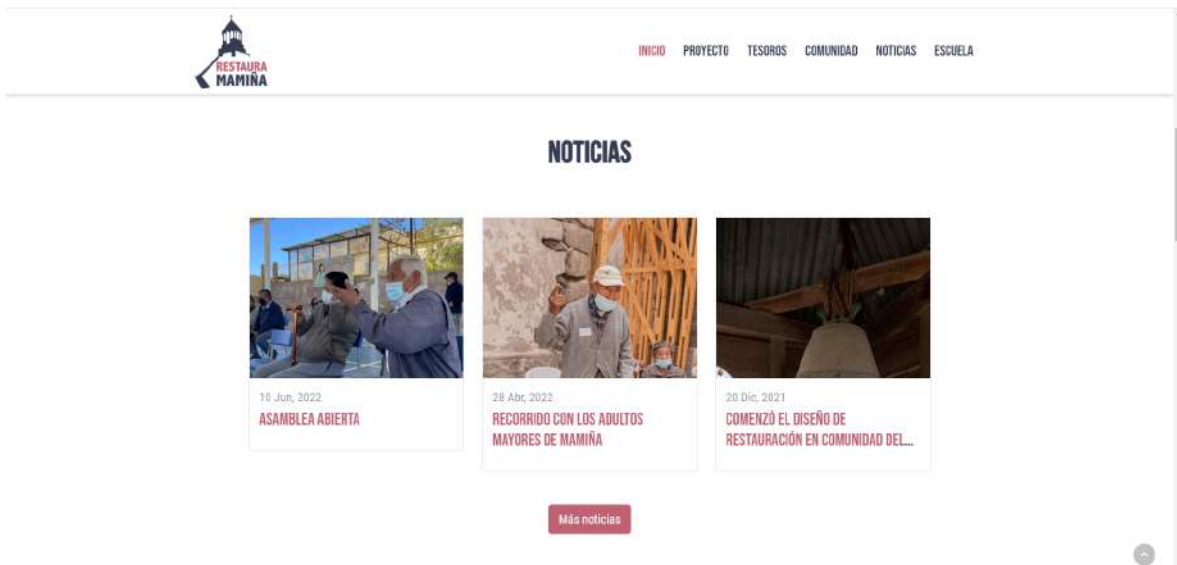 RESTAURA
MAMIÑA
INICIO PROYECTO TESOROS COMUNIDAD NOTICIAS ESCUELA
NOTICIAS
10 Jun, 2022
ASAMBLEA ABIERTA
28 Abr, 2022
RECORRIDO CON LOS ADULTOS
MAYORES DE MAMIÑA
20 Dic, 2021
COMENZÓ EL DISEÑO DE
RESTAURACIÓN EN COMUNIDAD DEL...
Más noticias